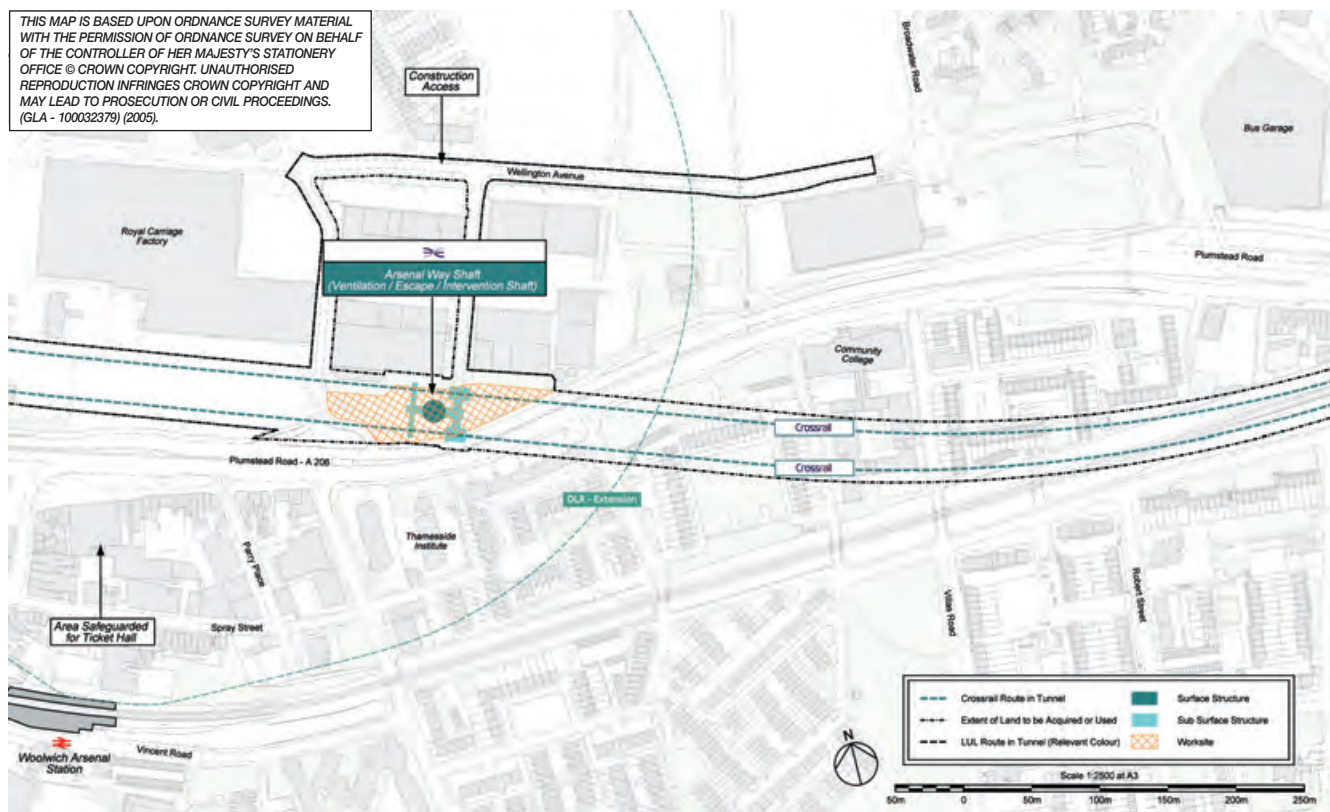 THIS MAP IS BASED UPON ORDNANCE SURVEY MATERIAL
WITH THE PERMISSION OF ORDNANCE SURVEY ON BEHALF
OF THE CONTROLLER OF HER MAJESTY'S STATIONERY
OFFICE © CROWN COPYRIGHT. UNAUTHORISED
REPRODUCTION INFRINGES CROWN COPYRIGHT AND
MAY LEAD TO PROSECUTION OR CIVIL PROCEEDINGS.
(GLA - 100032379) (2005).
Construction
Access
Broadwater Road
Bus Garage
Wellington Avenue
Royal Carriage
Factory
Arsenal Way Shaft
(Ventilation / Escape / Intervention Shaft)
Plumstead Road
Community
College
Crossrail
Crossrail
Plumstead Road - A 206
DLR - Extension
Thamesside
Institute
Parry Place
Area Safeguarded
for Ticket Hall
Spray Street
Villas Road
Robert Street
Woolwich Arsenal
Station
Vincent Road
N
Crossrail Route in Tunnel
Surface Structure
Extent of Land to be Acquired or Used
Sub Surface Structure
LUL Route in Tunnel (Relevant Colour)
Worksite
Scale 1:2500 at A3
50m 0 50m 100m 150m 200m 250m